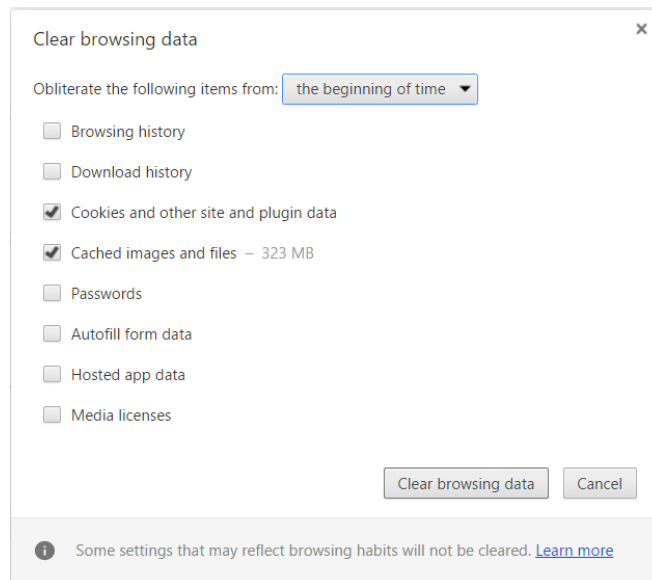 Clear browsing data
Obliterate the following items from: the beginning of time
Browsing history
Download history
Cookies and other site and plugin data
Cached images and files – 323 MB
Passwords
Autofill form data
Hosted app data
Media licenses
Clear browsing data Cancel
Some settings that may reflect browsing habits will not be cleared. Learn more